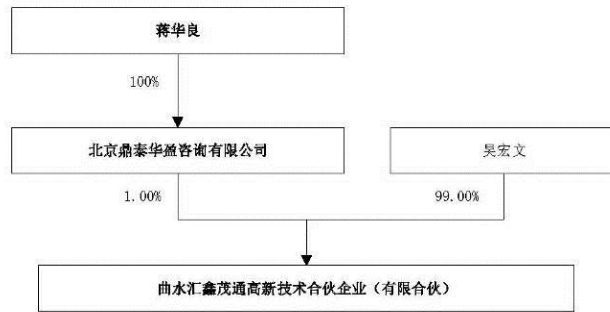 蒋华良
100%
北京鼎泰华盈咨询有限公司
吴宏文
1.00%
99.00%
曲水汇鑫茂通高新技术合伙企业（有限合伙）